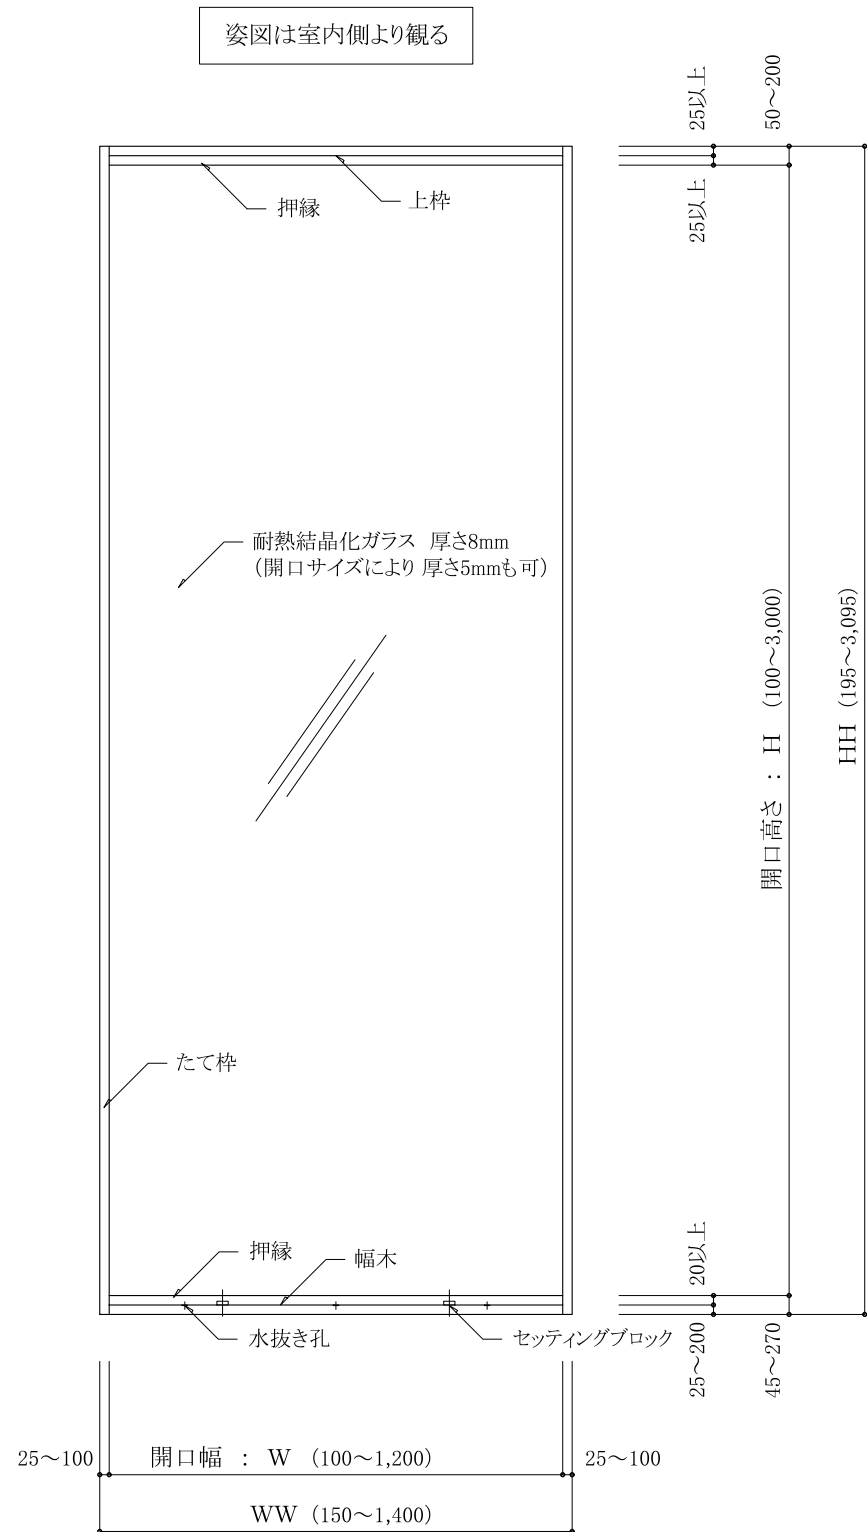 姿図は室内側より観る
25以上
50～200
押縁
上枠
25以上
耐熱結晶化ガラス 厚さ8mm
(開口サイズにより 厚さ5mmも可)
開口高さ : H (100～3,000)
HH (195～3,095)
たて枠
押縁
幅木
20以上
水抜き孔
セッティングブロック
25～200
45～270
25～100
開口幅 : W (100～1,200)
25～100
WW (150～1,400)